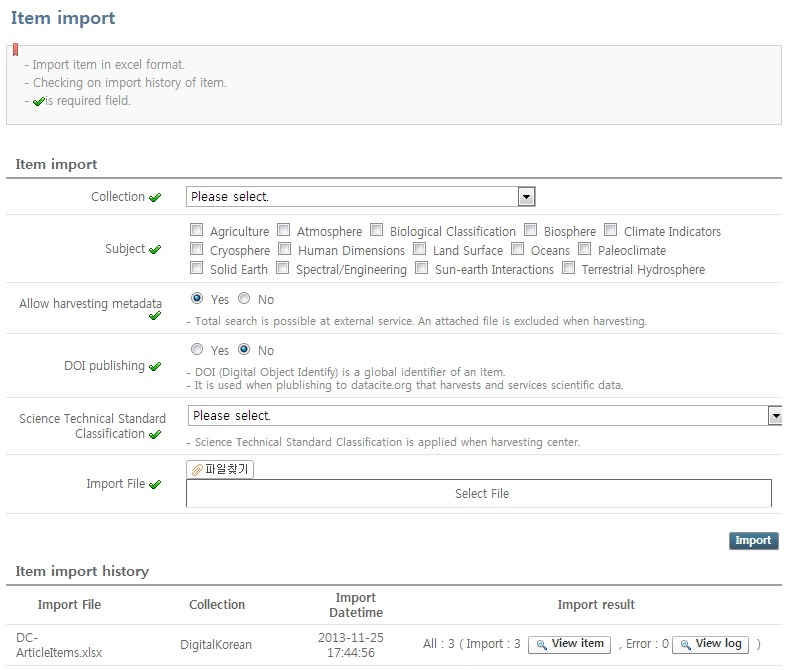 Item import
- Import item in excel format.
- Checking on import history of item.
- is required field.
Item import
Collection
Please select.
Subject
Agriculture Atmosphere Biological Classification Biosphere Climate Indicators
Cryosphere Human Dimensions Land Surface Oceans Paleoclimate
Solid Earth Spectral/Engineering Sun-earth Interactions Terrestrial Hydrosphere
Allow harvesting metadata
Yes No
- Total search is possible at external service. An attached file is excluded when harvesting.
DOI publishing
Yes No
- DOI (Digital Object Identify) is a global identifier of an item.
- It is used when plublishing to datacite.org that harvests and services scientific data.
Science Technical Standard
Classification
Please select.
- Science Technical Standard Classification is applied when harvesting center.
Import File
파일찾기
Select File
Import
Item import history
Import File Collection Import
Datetime Import result
DC-
ArticleItems.xlsx DigitalKorean 2013-11-25
17:44:56 All : 3 ( Import : 3 View item , Error : 0 View log )